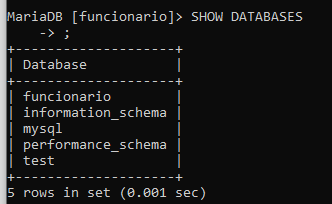 MariaDB [funcionario]> SHOW DATABASES
    -> ;
+--------------------+
| Database           |
+--------------------+
| funcionario        |
| information_schema |
| mysql              |
| performance_schema |
| test               |
+--------------------+
5 rows in set (0.001 sec)